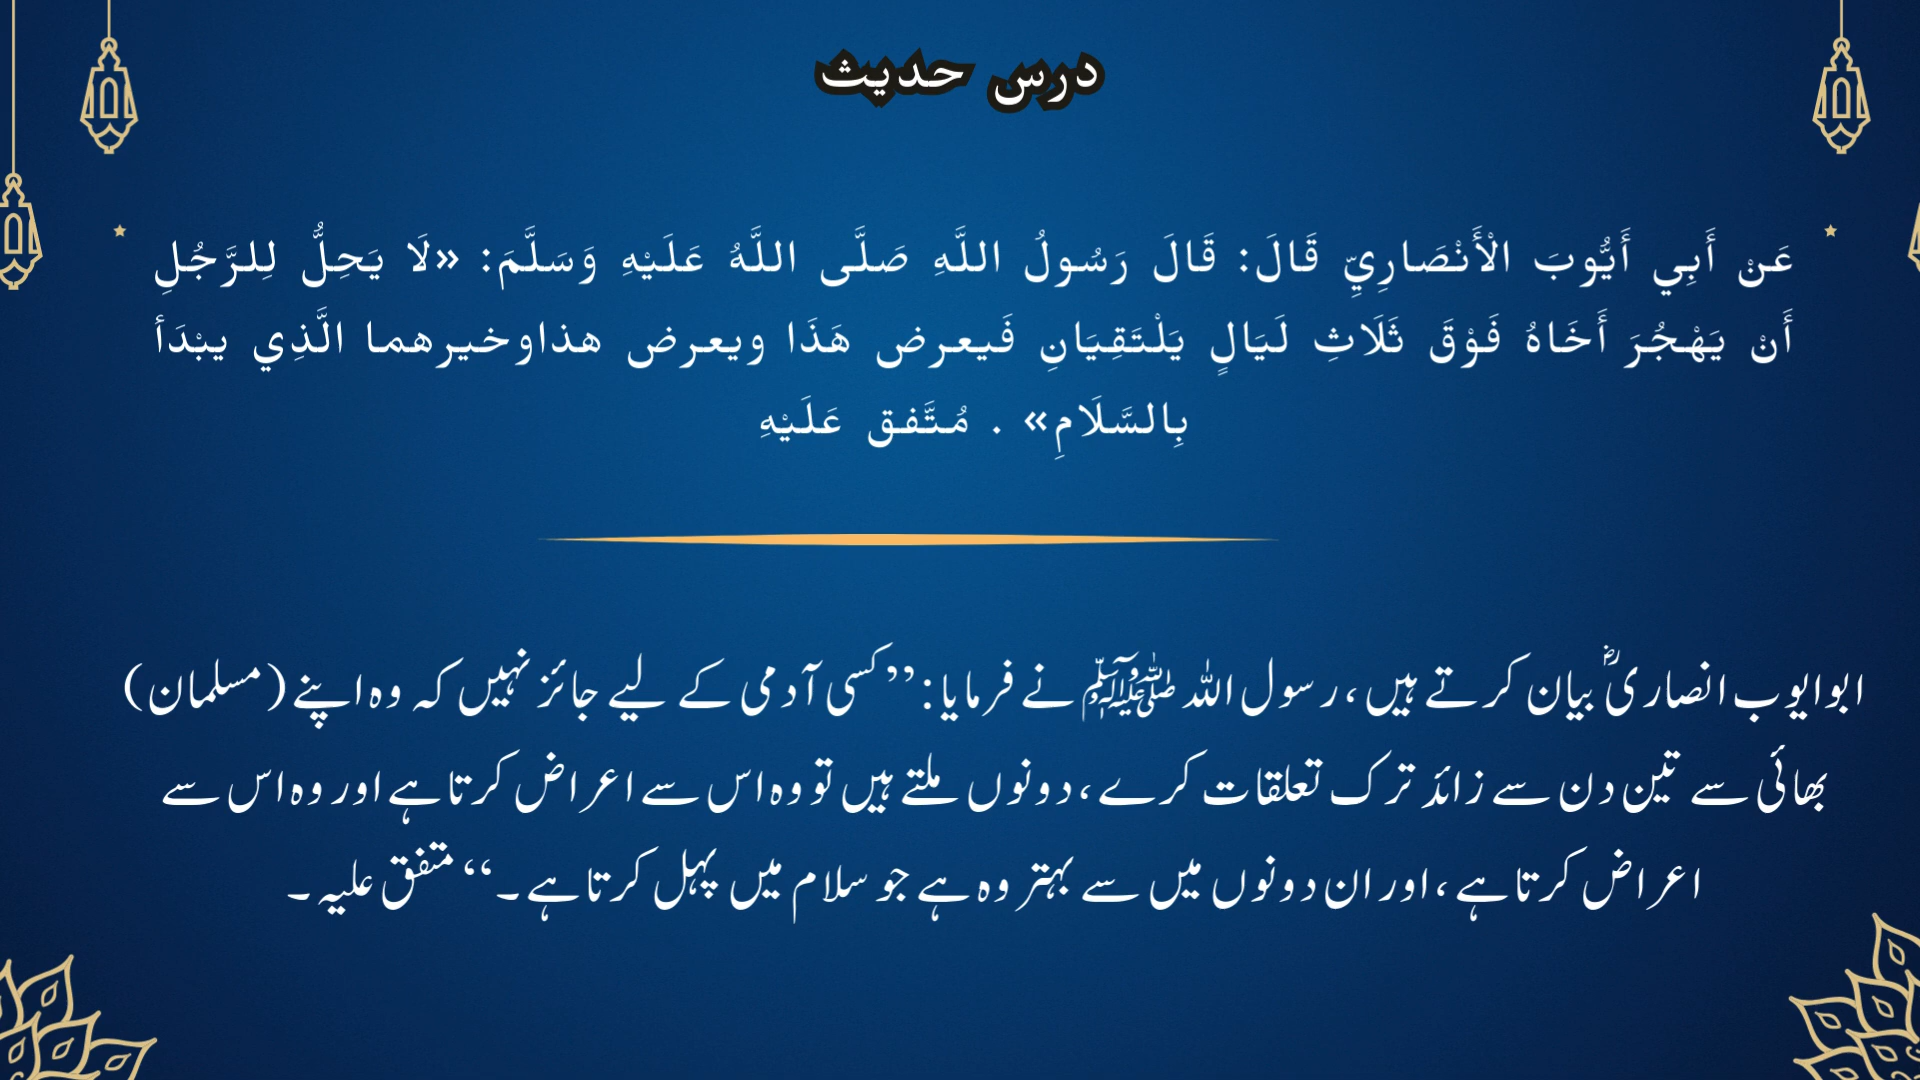 درس حدیث
عَنْ أَبِي أَيُّوبَ الْأَنْصَارِيِّ قَالَ: قَالَ رَسُولُ اللَّهِ صَلَّى اللَّهُ عَلَيْهِ وَسَلَّمَ: «لَا يَحِلُّ لِلرَّجُلِ
أَنْ يَهْجُرَ أَخَاهُ فَوْقَ ثَلَاثِ لَيَالٍ يَلْتَقِيَانِ فَيعرض هَذَا ويعرض هذاوخيرهما الَّذِي يبْدَأ
بِالسَّلَامِ» . مُتَّفق عَلَيْهِ
ابوایوب انصاریؓ بیان کرتے ہیں، رسول اللہ ﷺ نے فرمایا: ’’کسی آدمی کے لیے جائز نہیں کہ وہ اپنے (مسلمان)
بھائی سے تین دن سے زائد ترک تعلقات کرے، دونوں ملتے ہیں تو وہ اس سے اعراض کرتا ہے اور وہ اس سے
اعراض کرتا ہے، اور ان دونوں میں سے بہتر وہ ہے جو سلام میں پہل کرتا ہے ۔‘‘ متفق علیہ ۔